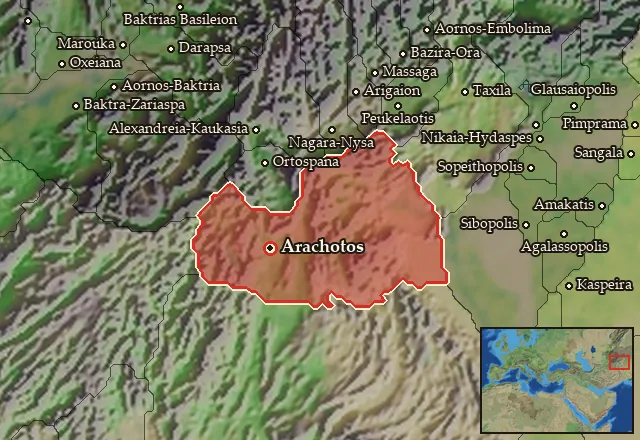 Baktrias Basileion
Aornos-Embolima
Marouka
Darapsa
Bazira-Ora
Oxeiana
Massaga
Aornos-Baktria
Arigaion
Taxila
Glausaiopolis
Baktra-Zariaspa
Peukelaotis
Alexandreia-Kaukasia
Nagara-Nysa
Nikaia-Hydaspes
Pimprama
Ortospana
Sopeithopolis
Sangala
Amakatis
Sibopolis
Arachotos
Agalassopolis
Kaspeira